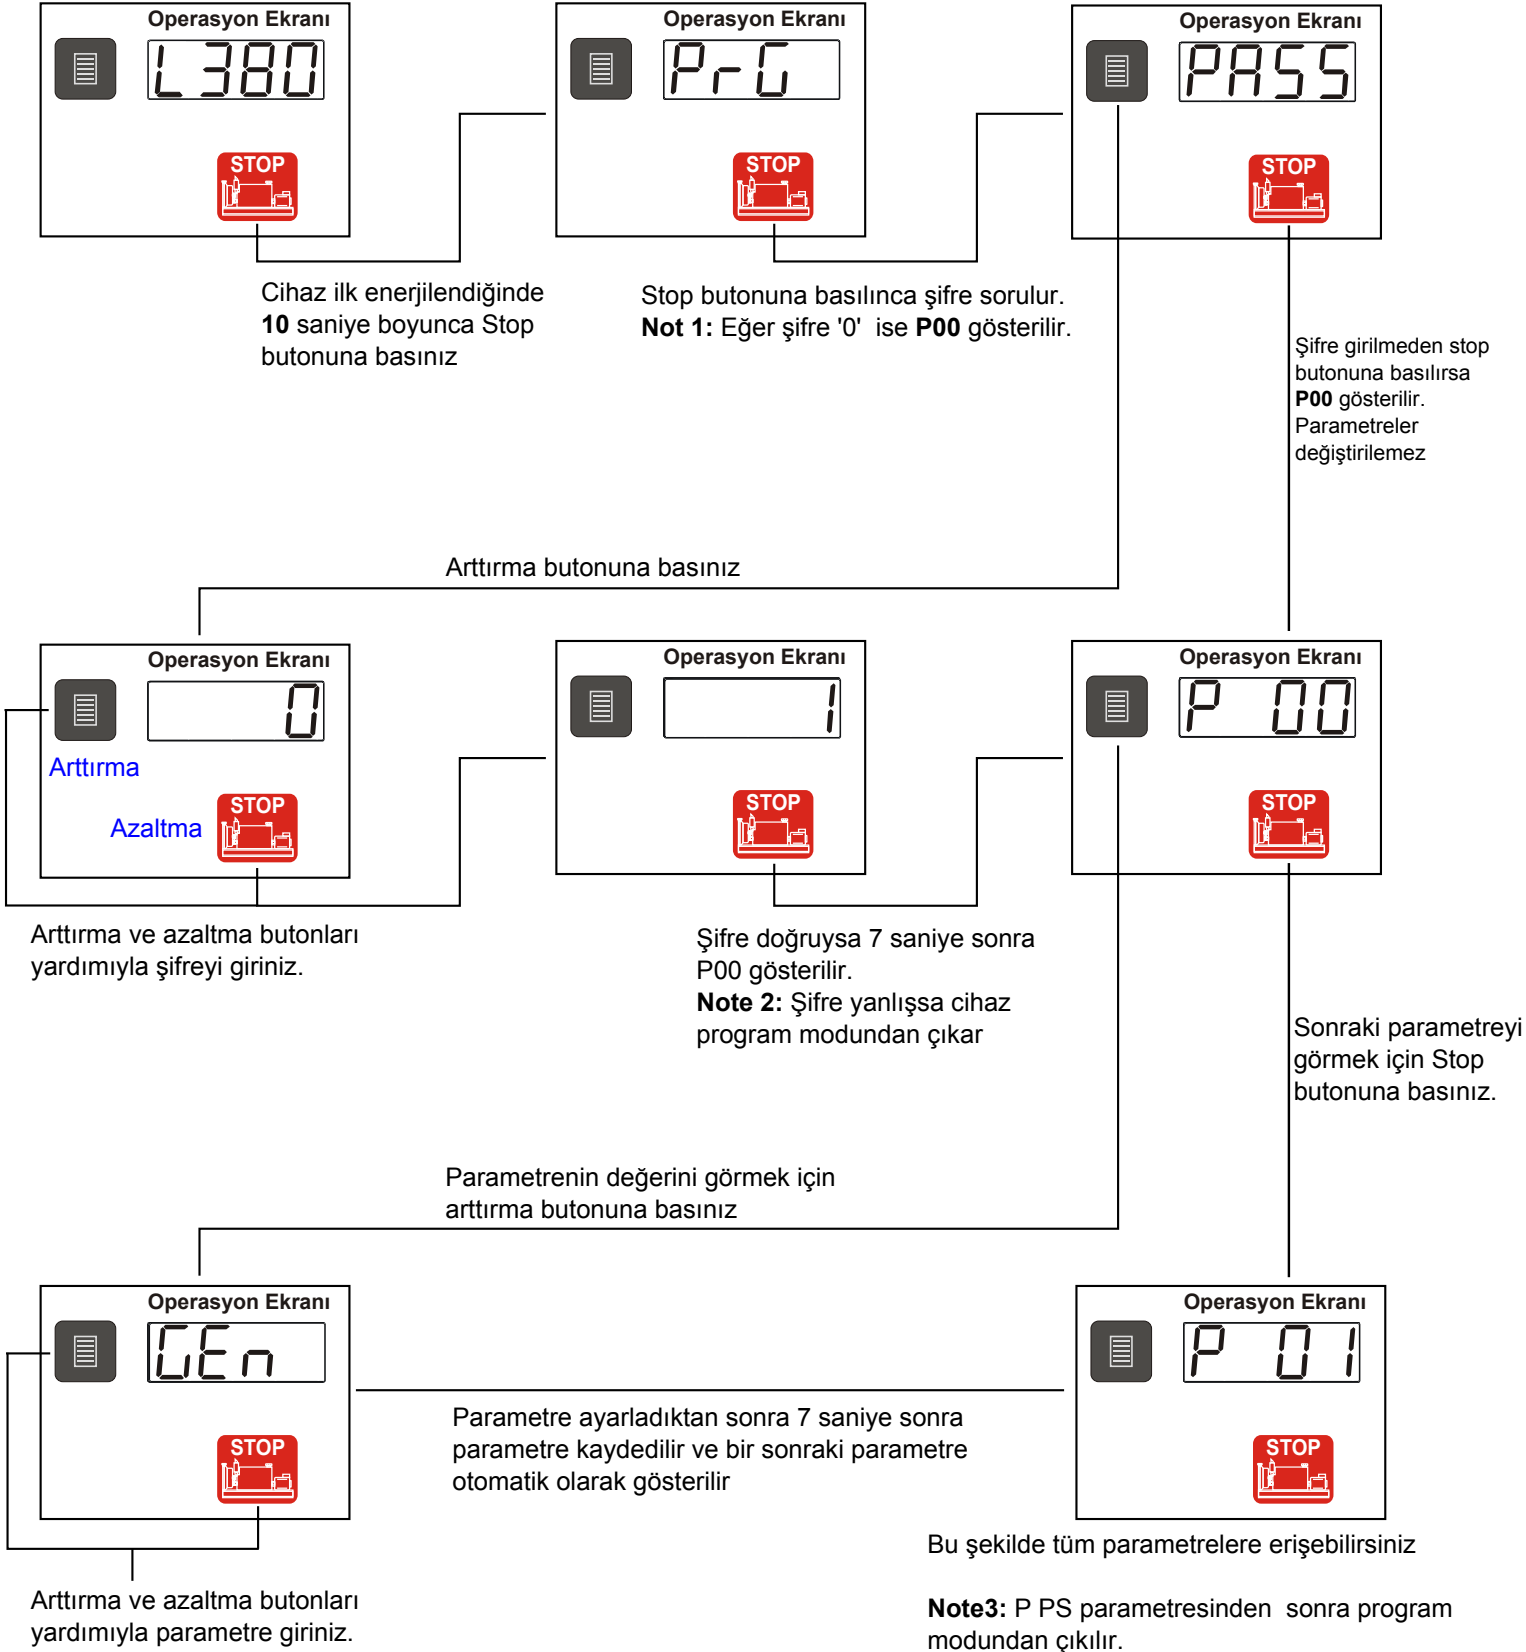 Operasyon Ekranı
L380
STOP
Operasyon Ekranı
PrG
STOP
Operasyon Ekranı
PASS
STOP
Cihaz ilk enerjilendiğinde
10 saniye boyunca Stop
butonuna basınız
Stop butonuna basılınca şifre sorulur.
Not 1: Eğer şifre '0'  ise P00 gösterilir.
Şifre girilmeden stop
butonuna basılırsa
P00 gösterilir.
Parametreler
değiştirilemez
Arttırma butonuna basınız
Operasyon Ekranı
0
Arttırma
Azaltma
STOP
Operasyon Ekranı
1
STOP
Operasyon Ekranı
P 00
STOP
Arttırma ve azaltma butonları
yardımıyla şifreyi giriniz.
Şifre doğruysa 7 saniye sonra
P00 gösterilir.
Note 2: Şifre yanlışsa cihaz
program modundan çıkar
Sonraki parametreyi
görmek için Stop
butonuna basınız.
Parametrenin değerini görmek için
arttırma butonuna basınız
Operasyon Ekranı
GEn
STOP
Parametre ayarladıktan sonra 7 saniye sonra
parametre kaydedilir ve bir sonraki parametre
otomatik olarak gösterilir
Operasyon Ekranı
P 01
STOP
Arttırma ve azaltma butonları
yardımıyla parametre giriniz.
Bu şekilde tüm parametrelere erişebilirsiniz
Note3: P PS parametresinden  sonra program
modundan çıkılır.